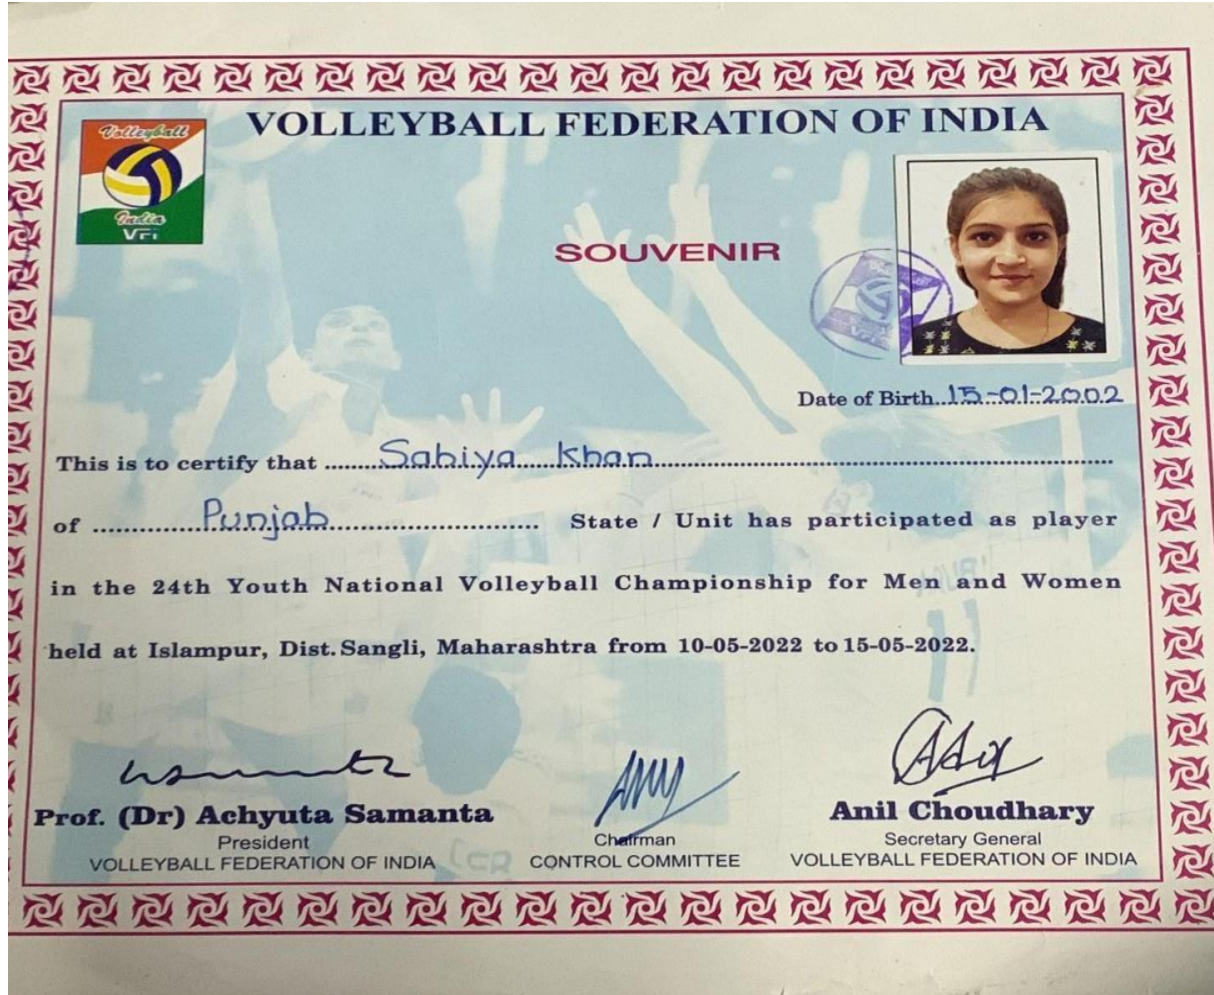 VOLLEYBALL FEDERATION OF INDIA
Volleyball
India
VFI
SOUVENIR
Date of Birth..15-01-2002
This is to certify that ........Sabiya....Khan..........................................................................
of ................Punjab................................ State / Unit has participated as player
in the 24th Youth National Volleyball Championship for Men and Women
held at Islampur, Dist. Sangli, Maharashtra from 10-05-2022 to 15-05-2022.
Prof. (Dr) Achyuta Samanta
President
VOLLEYBALL FEDERATION OF INDIA
Chairman
CONTROL COMMITTEE
Anil Choudhary
Secretary General
VOLLEYBALL FEDERATION OF INDIA